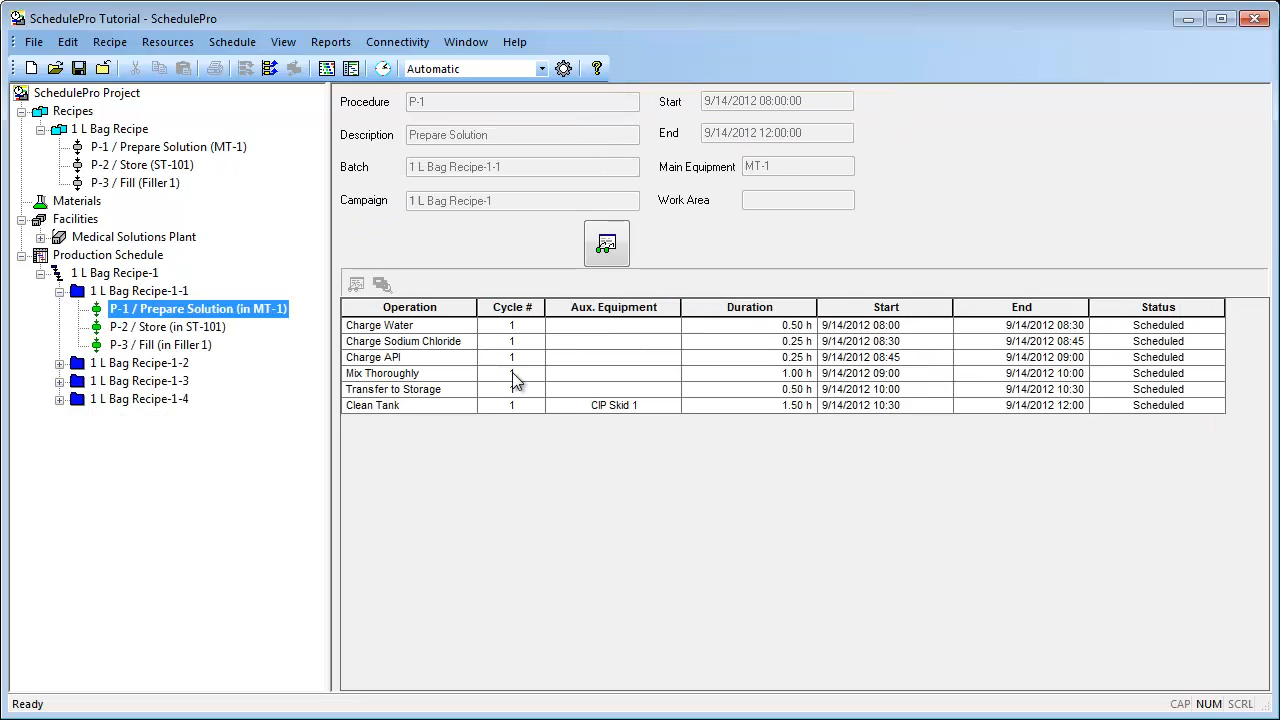 SchedulePro Tutorial - SchedulePro
File Edit Recipe Resources Schedule View Reports Connectivity Window Help
Automatic
SchedulePro Project
Recipes
1 L Bag Recipe
P-1 / Prepare Solution (MT-1)
P-2 / Store (ST-101)
P-3 / Fill (Filler 1)
Materials
Facilities
Medical Solutions Plant
Production Schedule
1 L Bag Recipe-1
1 L Bag Recipe-1-1
P-1 / Prepare Solution (in MT-1)
P-2 / Store (in ST-101)
P-3 / Fill (in Filler 1)
1 L Bag Recipe-1-2
1 L Bag Recipe-1-3
1 L Bag Recipe-1-4
Procedure P-1 Start 9/14/2012 08:00:00
Description Prepare Solution End 9/14/2012 12:00:00
Batch 1 L Bag Recipe-1-1 Main Equipment MT-1
Campaign 1 L Bag Recipe-1 Work Area
Operation Cycle # Aux. Equipment Duration Start End Status
Charge Water 1 0.50 h 9/14/2012 08:00 9/14/2012 08:30 Scheduled
Charge Sodium Chloride 1 0.25 h 9/14/2012 08:30 9/14/2012 08:45 Scheduled
Charge API 1 0.25 h 9/14/2012 08:45 9/14/2012 09:00 Scheduled
Mix Thoroughly 1 1.00 h 9/14/2012 09:00 9/14/2012 10:00 Scheduled
Transfer to Storage 1 0.50 h 9/14/2012 10:00 9/14/2012 10:30 Scheduled
Clean Tank 1 CIP Skid 1 1.50 h 9/14/2012 10:30 9/14/2012 12:00 Scheduled
Ready CAP NUM SCRL